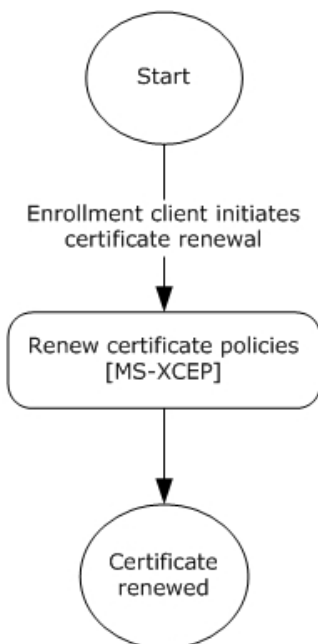 Start
Enrollment client initiates
certificate renewal
Renew certificate policies
[MS-XCEP]
Certificate
renewed